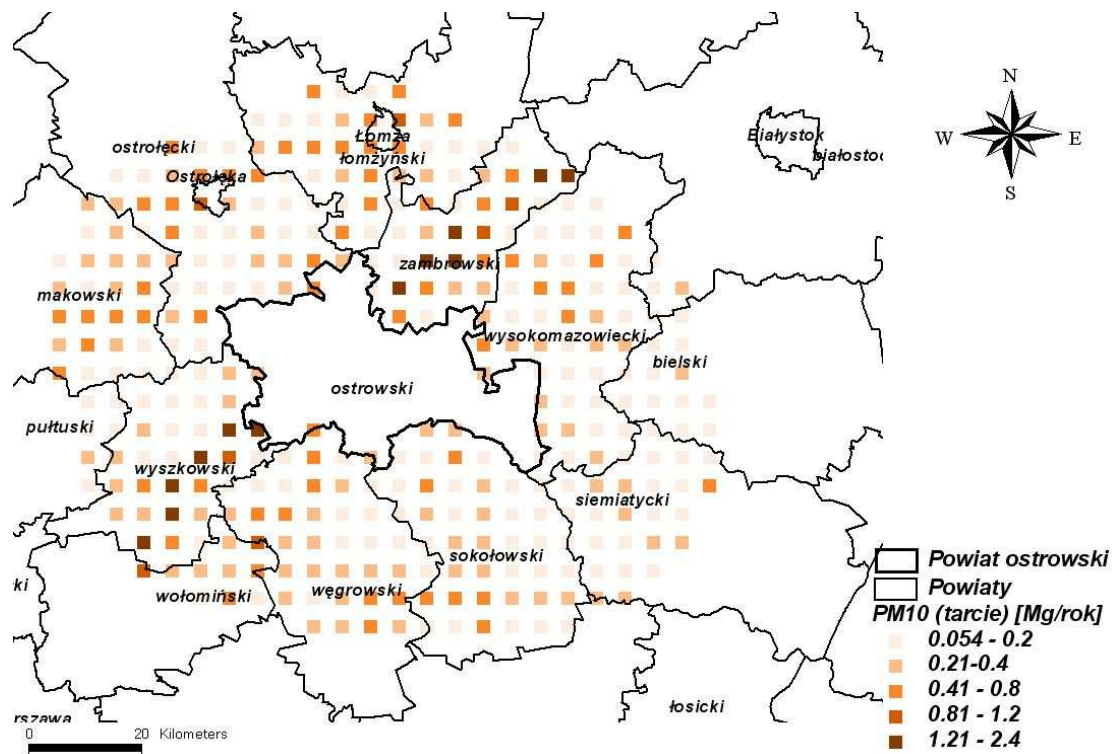 N
W E
S
Łomża
Białystok
ostrołęcki
łomżyński
białostoc
Ostrołęka
zambrowski
makowski
wysokomazowiecki
bielski
ostrowski
pułtuski
wyszkowski
siemiatycki
sokołowski
ki
wołomiński
węgrowski
łosicki
rszawa
0 20 Kilometers
Powiat ostrowski
Powiaty
PM10 (tarcie) [Mg/rok]
0.054 - 0.2
0.21-0.4
0.41 - 0.8
0.81 - 1.2
1.21 - 2.4